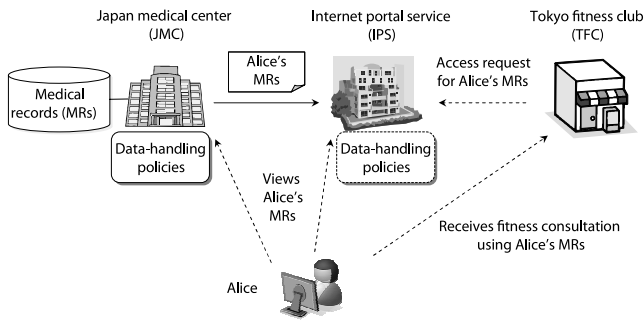 Japan medical center
(JMC)
Internet portal service
(IPS)
Tokyo fitness club
(TFC)
Alice's
MRs
Access request
for Alice's MRs
Medical
records (MRs)
Data-handling
policies
Data-handling
policies
Views
Alice's
MRs
Receives fitness consultation
using Alice's MRs
Alice